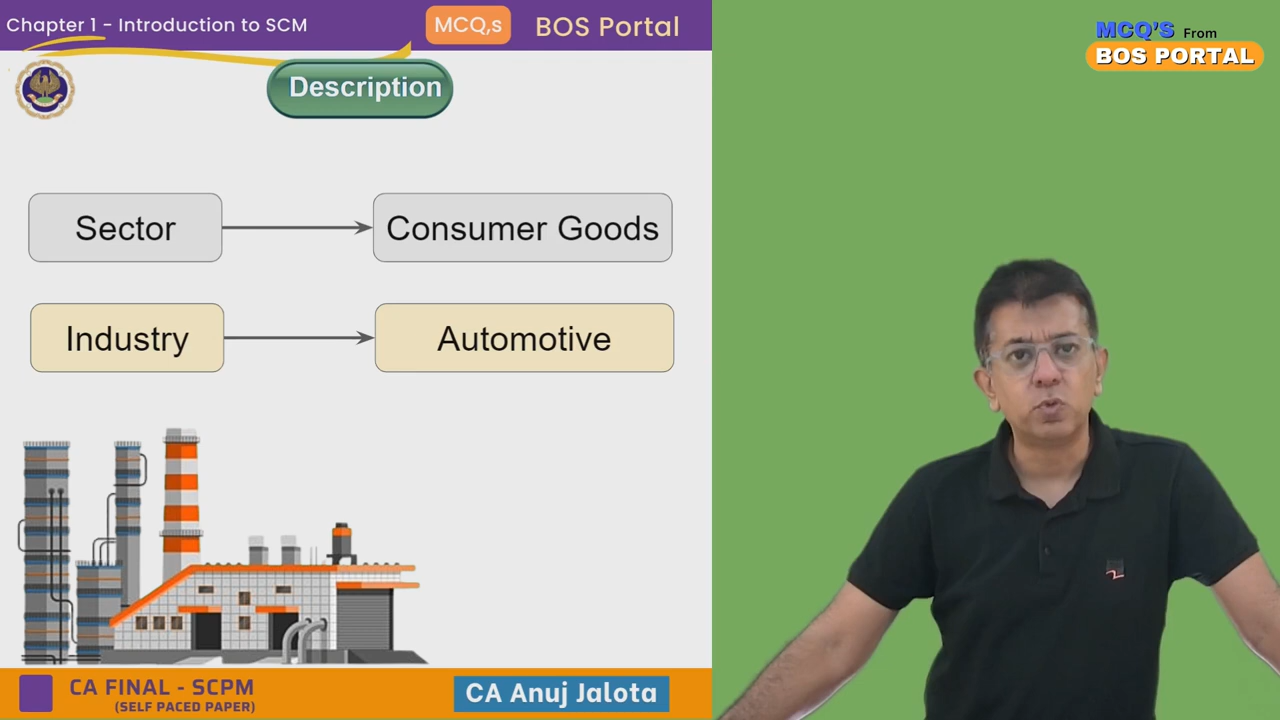 Chapter 1 - Introduction to SCM
MCQ,s
BOS Portal
MCQ'S From
BOS PORTAL
Description
Sector
Consumer Goods
Industry
Automotive
CA FINAL - SCPM
(SELF PACED PAPER)
CA Anuj Jalota